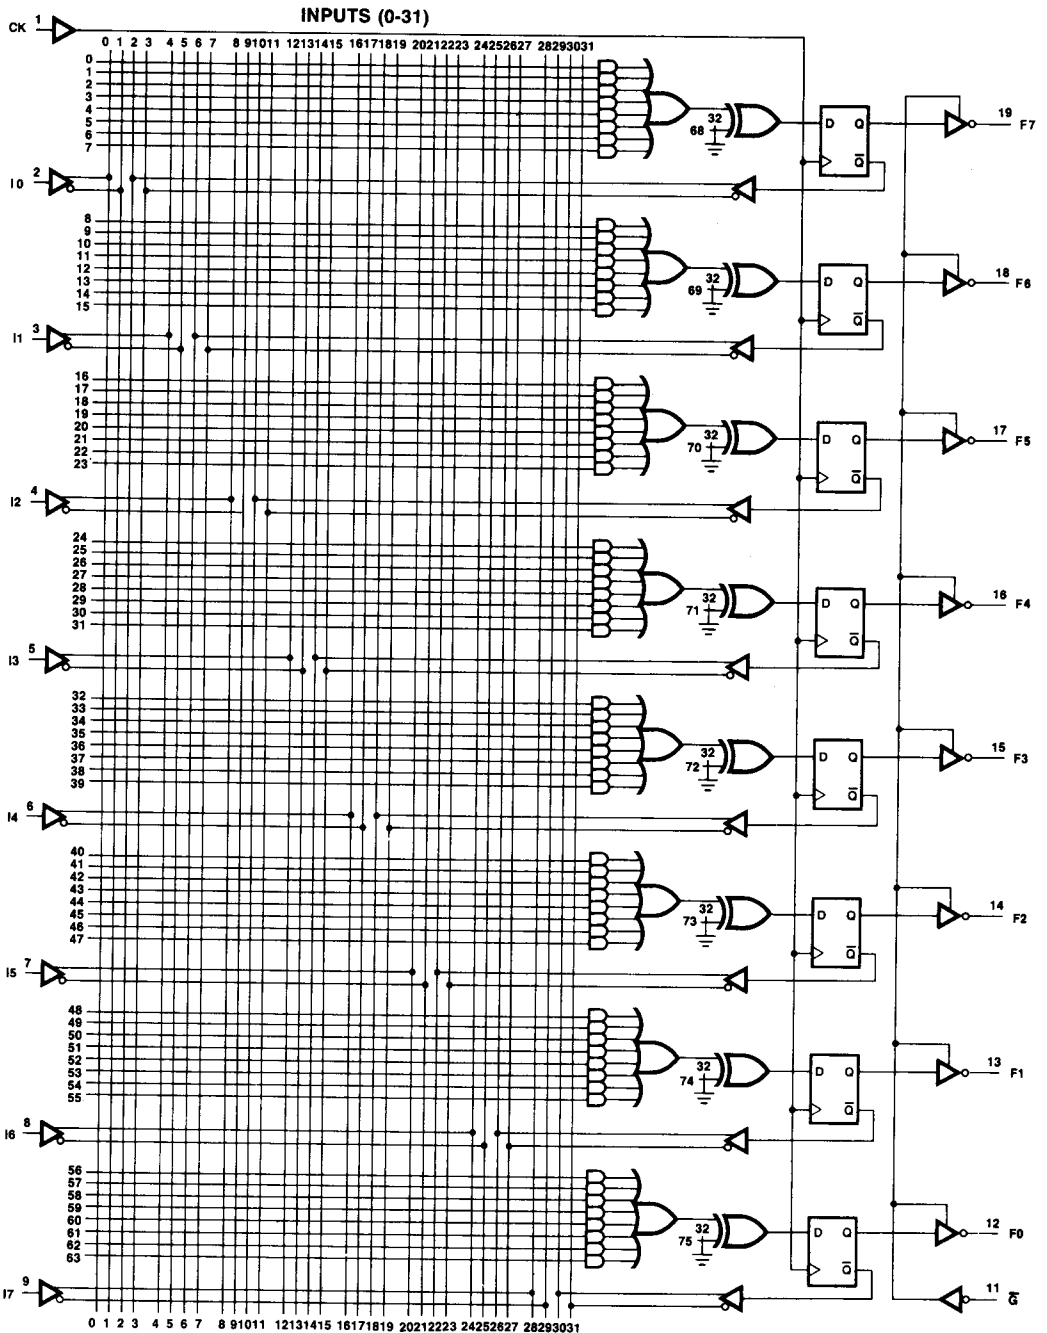 INPUTS (0-31)
CK 1
0 1 2 3 4 5 6 7 8 9 10 11 12 13 14 15 16 17 18 19 20 21 22 23 24 25 26 27 28 29 30 31
0
1
2
3
4
5
6
7
32
68
D Q
Q̅
19 F7
I0 2
8
9
10
11
12
13
14
15
32
69
D Q
Q̅
18 F6
I1 3
16
17
18
19
20
21
22
23
32
70
D Q
Q̅
17 F5
I2 4
24
25
26
27
28
29
30
31
32
71
D Q
Q̅
16 F4
I3 5
32
33
34
35
36
37
38
39
32
72
D Q
Q̅
15 F3
I4 6
40
41
42
43
44
45
46
47
32
73
D Q
Q̅
14 F2
I5 7
48
49
50
51
52
53
54
55
32
74
D Q
Q̅
13 F1
I6 8
56
57
58
59
60
61
62
63
32
75
D Q
Q̅
12 F0
I7 9
11 G̅
0 1 2 3 4 5 6 7 8 9 10 11 12 13 14 15 16 17 18 19 20 21 22 23 24 25 26 27 28 29 30 31